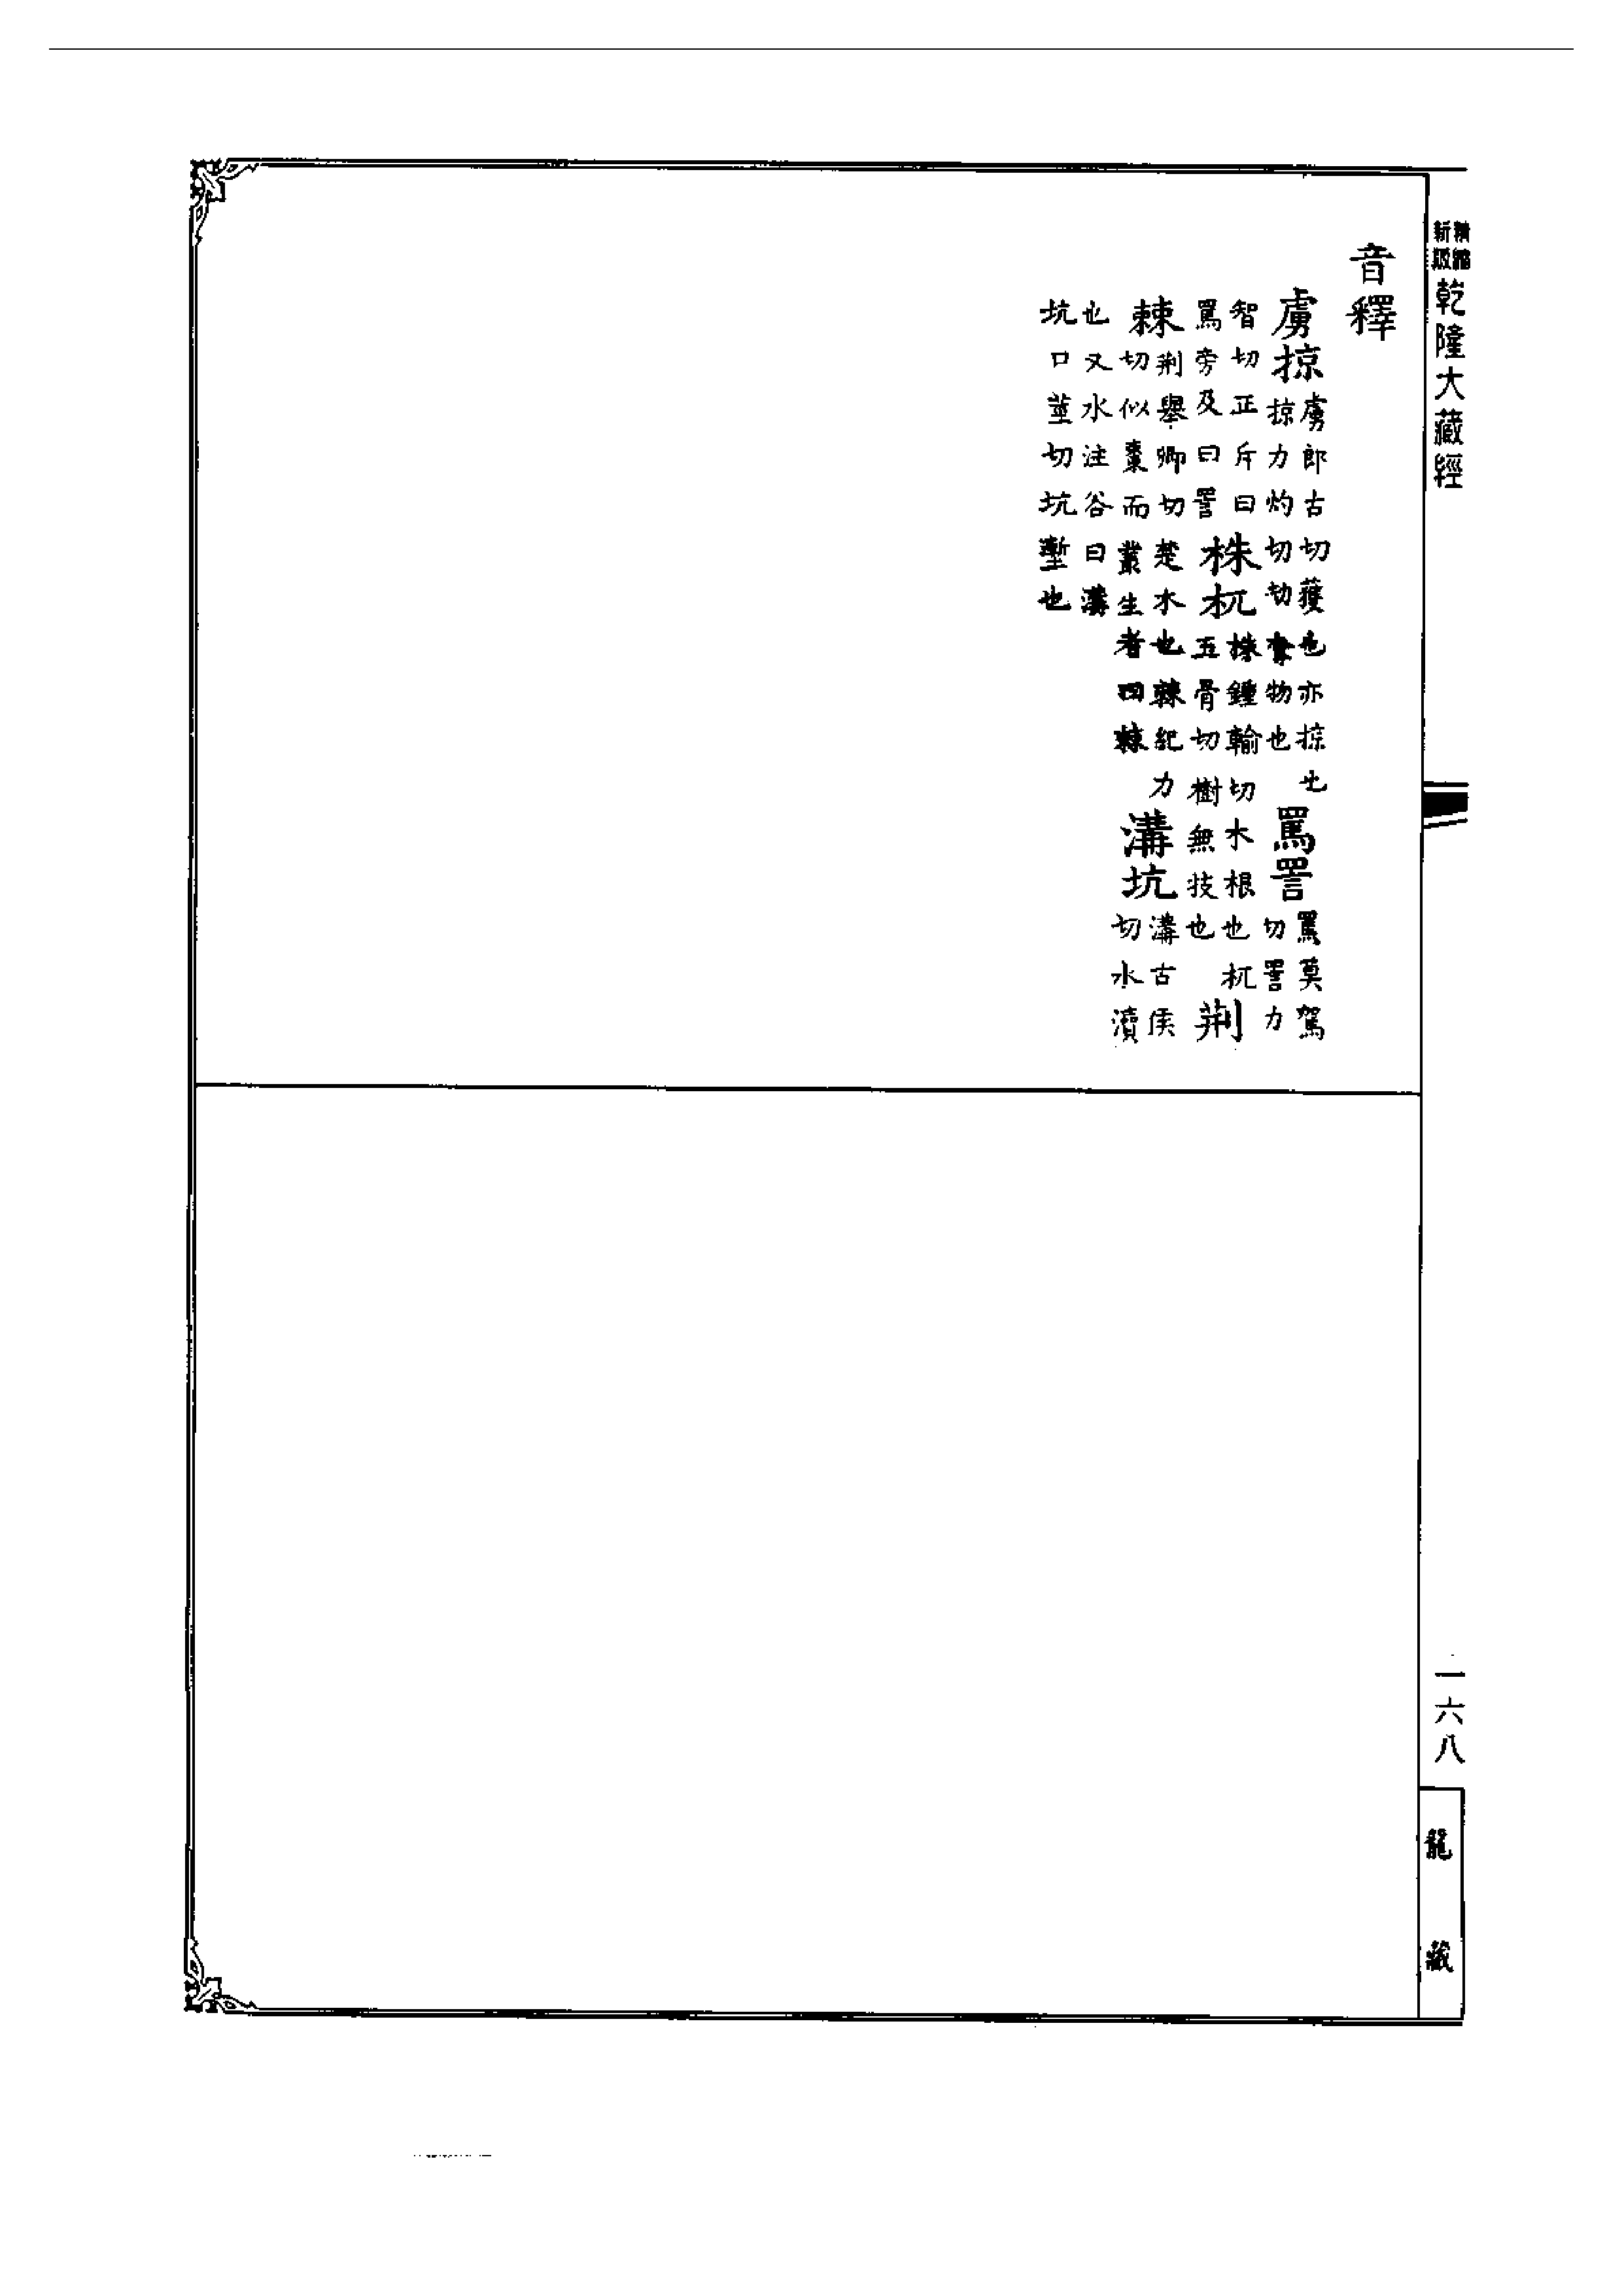 精縮新版乾隆大藏經
音釋
虜掠虜郎古切獲也亦掠也掠力灼切劫奪物也罵詈罵莫駕切詈力
智切正斥曰罵旁及曰詈株杌株鍾輸切木根也杌五骨切樹無技也荊
棘荊舉卿切楚木也棘紀力切似棗而叢生者曰棘溝坑溝古侯切水瀆
也又水注谷曰溝坑口莖切坑塹也
一六八
龍藏